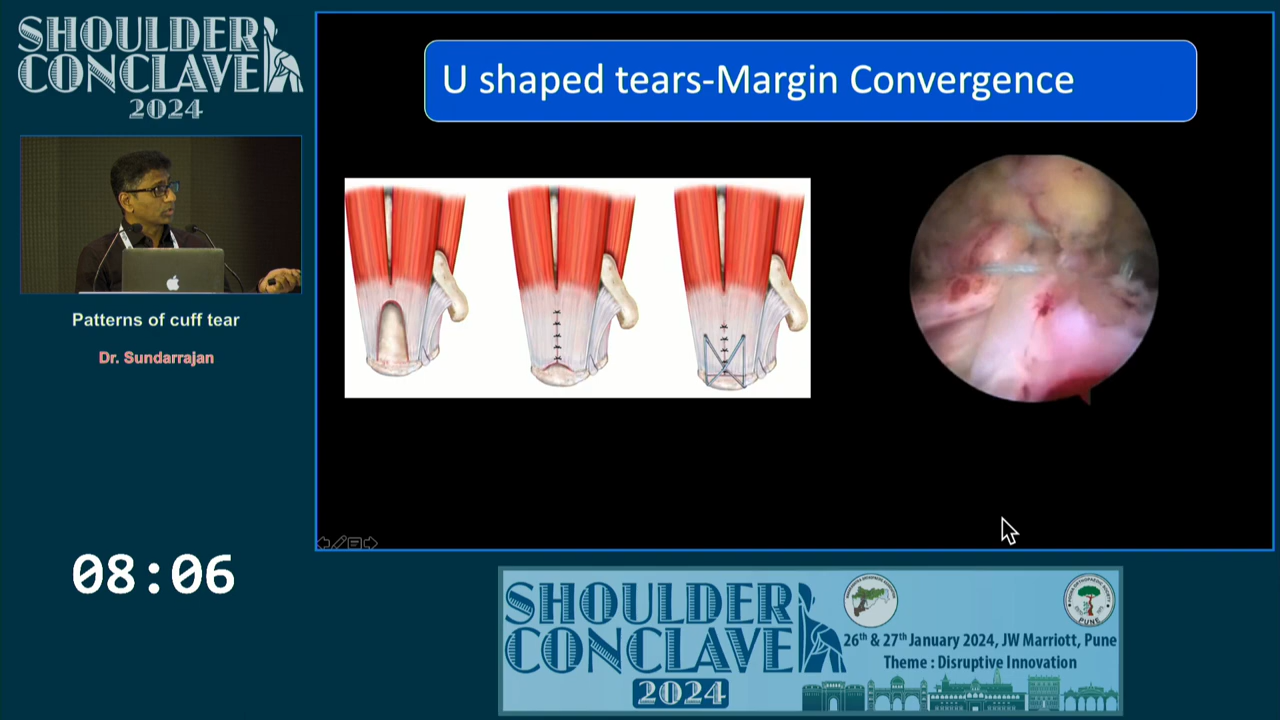 SHOULDER
CONCLAVE
2024
Patterns of cuff tear
Dr. Sundarrajan
08:06
U shaped tears-Margin Convergence
SHOULDER
CONCLAVE
2024
PUNE
26th & 27th January 2024, JW Marriott, Pune
Theme : Disruptive Innovation